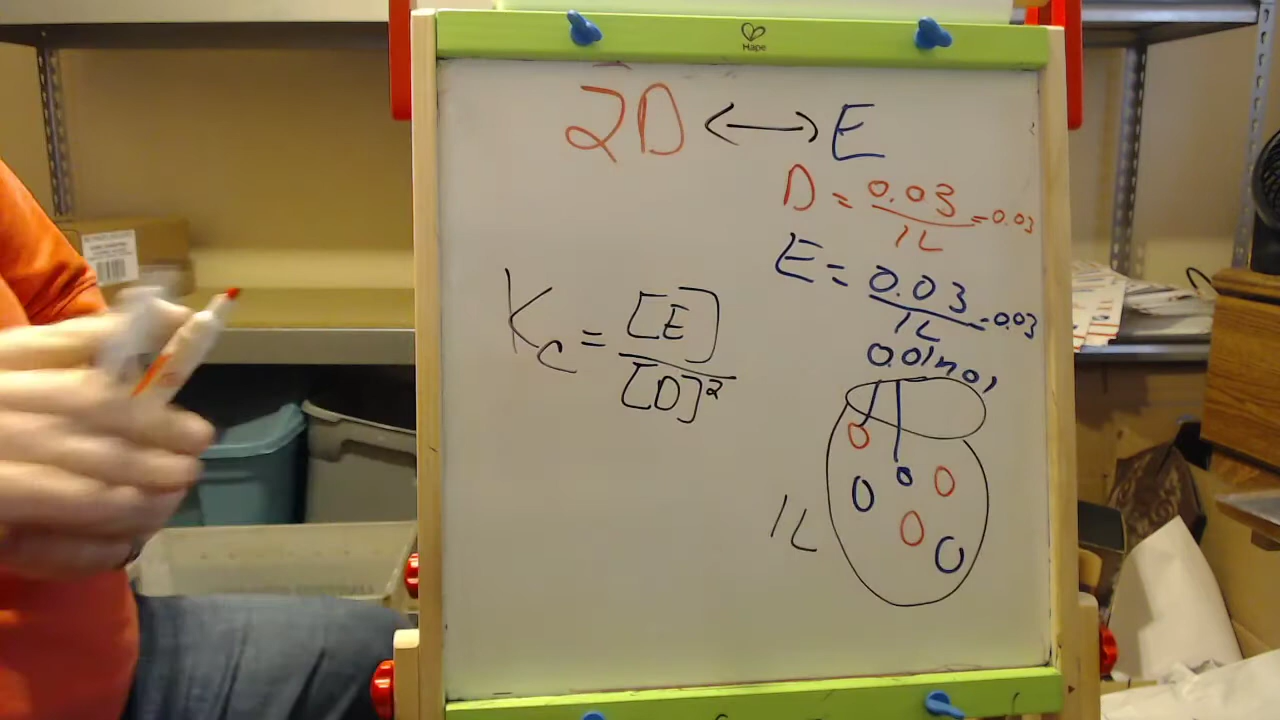 Hape
2D ⟷ E
D = 0.03 / 1L = 0.03
E = 0.03 / 1L = 0.03
Kc = [E] / [D]²
0.01mol
1L